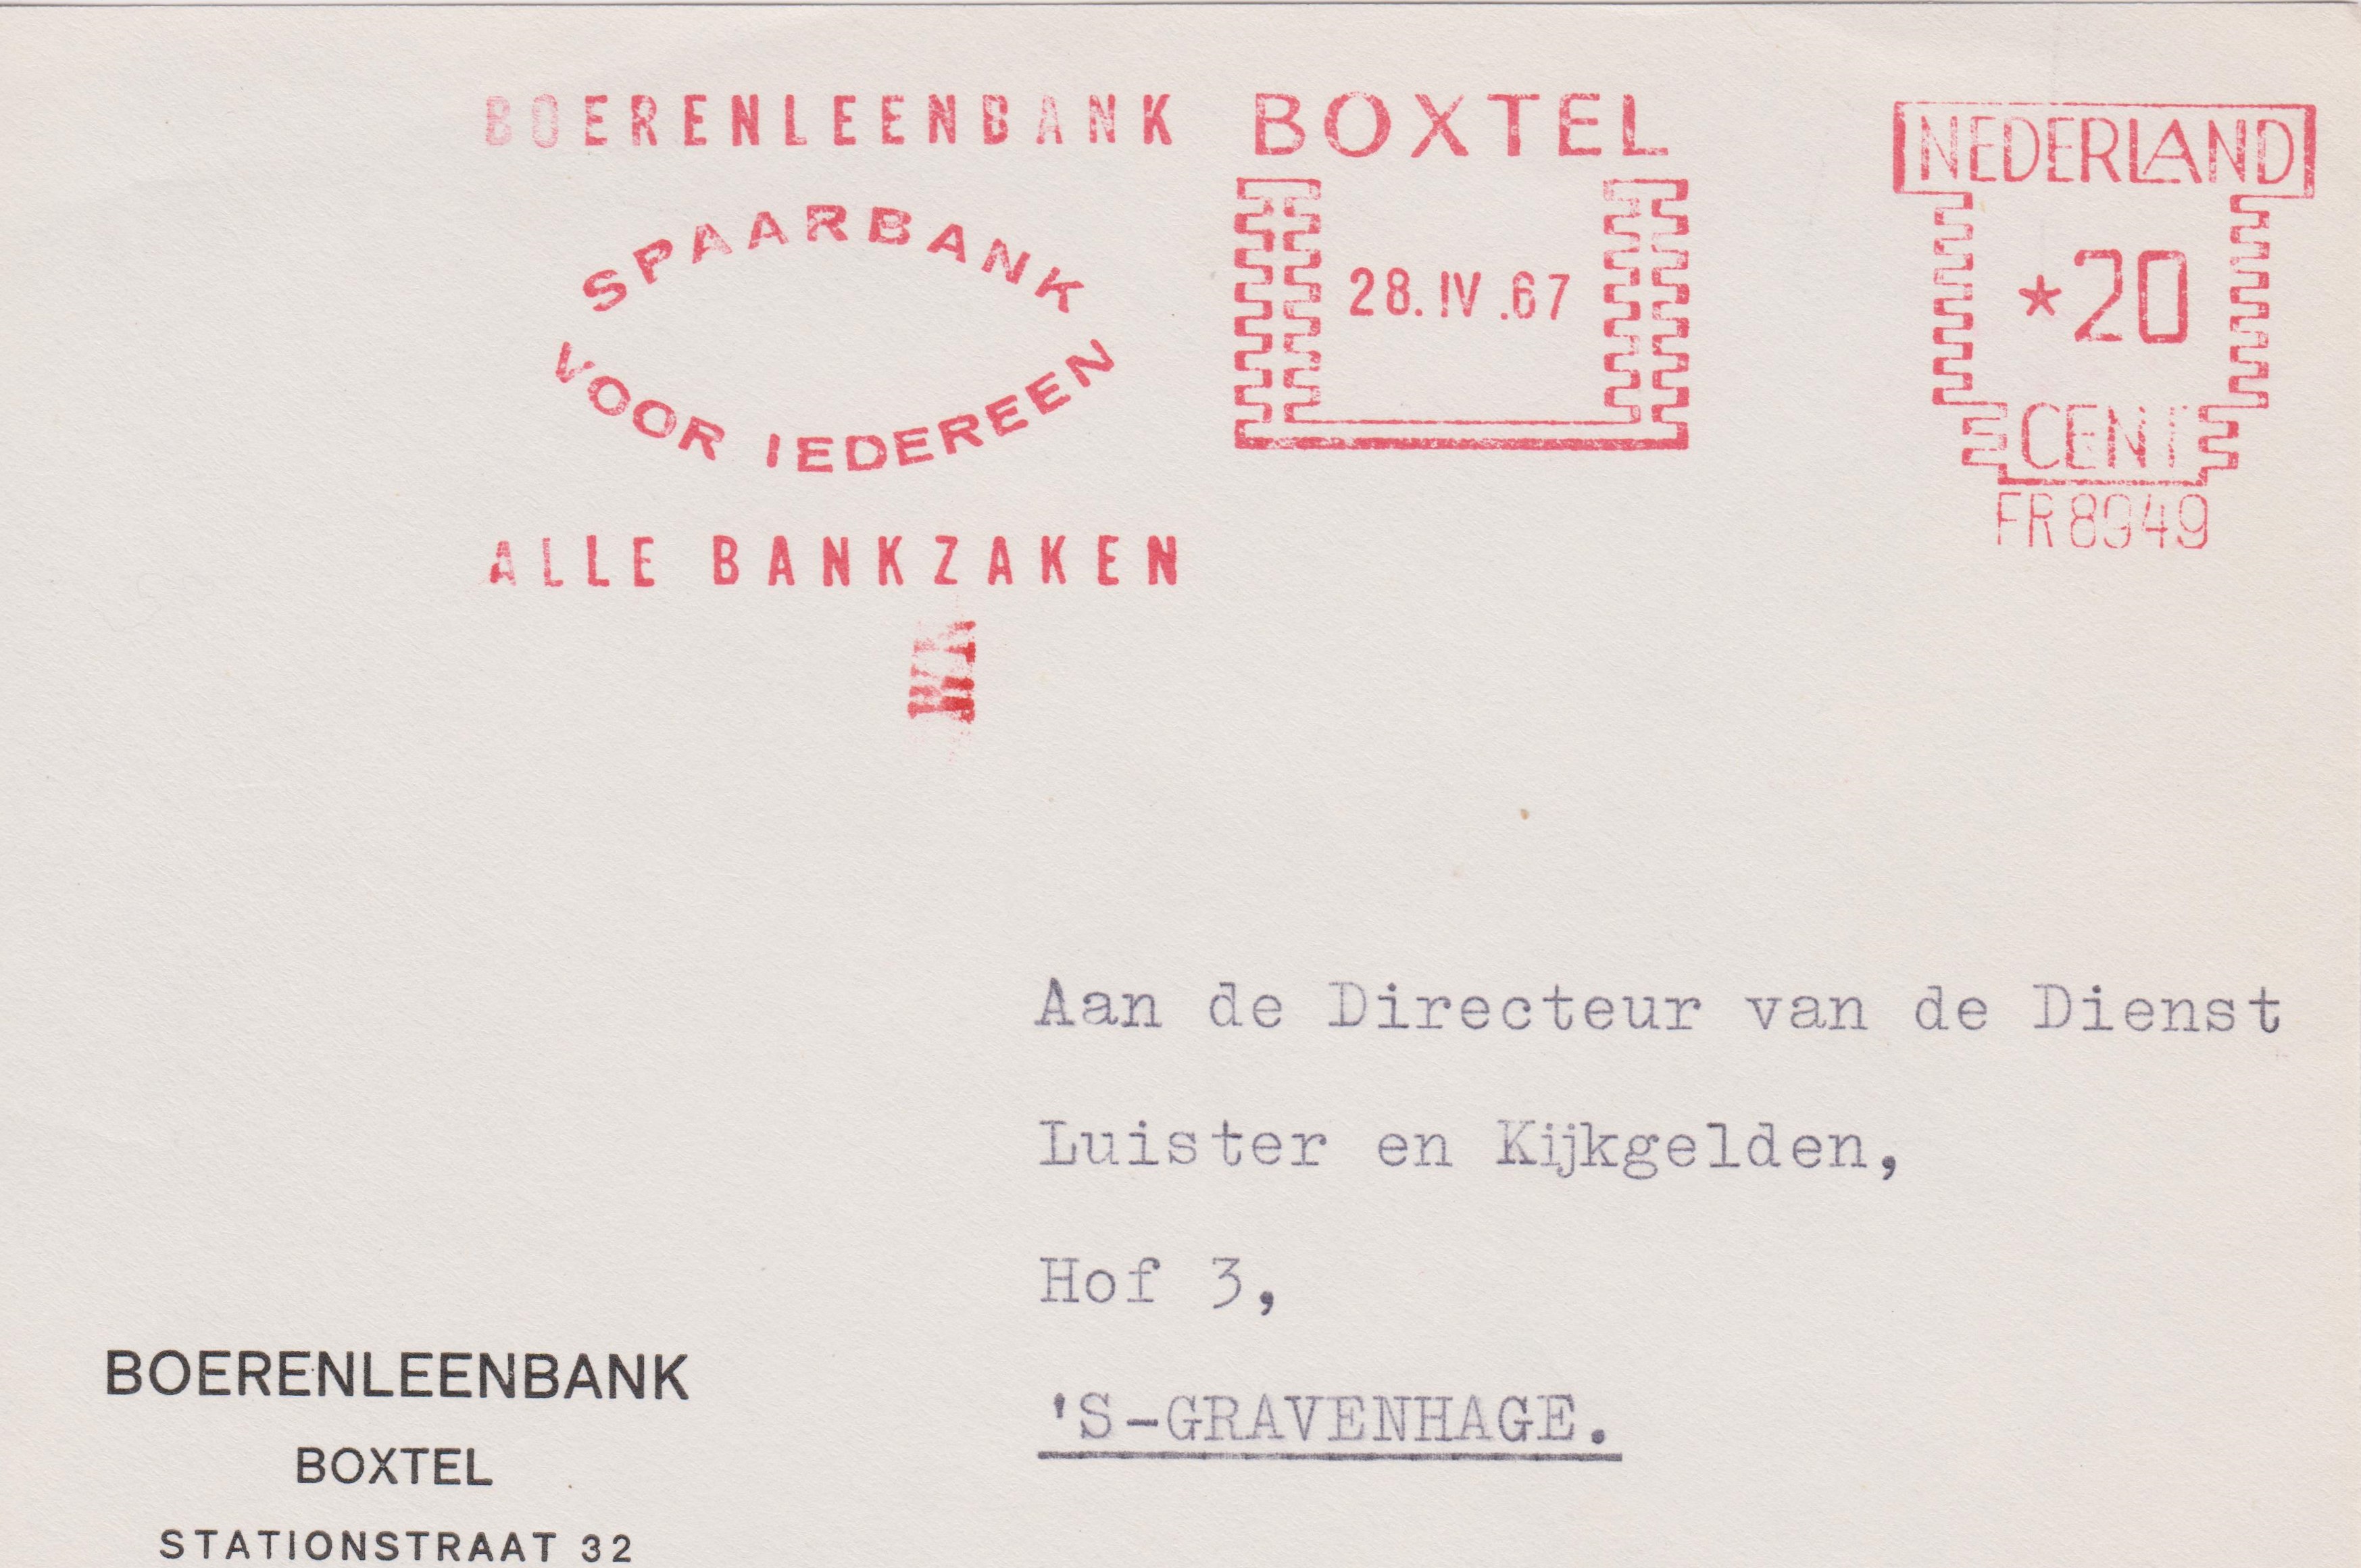 BOERENLEENBANK
SPAARBANK
VOOR IEDEREEN
ALLE BANKZAKEN
BOXTEL
28.IV.67
NEDERLAND
*20
CENT
FR 8949
Aan de Directeur van de Dienst
Luister en Kijkgelden,
Hof 3,
'S-GRAVENHAGE.
BOERENLEENBANK
BOXTEL
STATIONSTRAAT 32